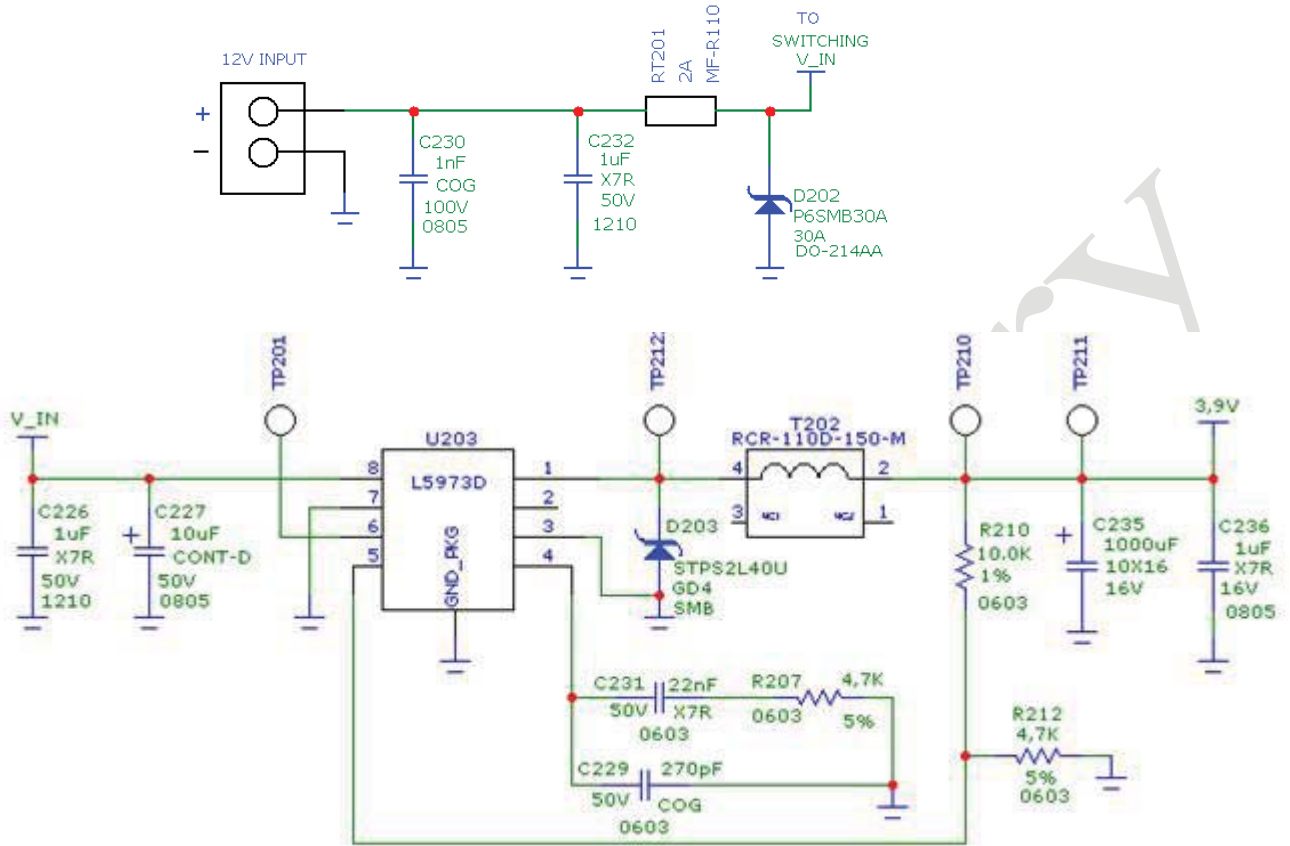 12V INPUT
+
-
C230
1nF
COG
100V
0805
C232
1uF
X7R
50V
1210
RT201
2A
MF-R110
TO
SWITCHING
V_IN
D202
P6SMB30A
30A
DO-214AA
TP201
TP212
TP210
TP211
V_IN
C226
1uF
X7R
50V
1210
+
C227
10uF
CONT-D
50V
0805
U203
L5973D
GND_PKG
8
7
6
5
1
2
3
4
D203
STPS2L40U
GD4
SMB
T202
RCR-110D-150-M
4
3
2
1
NC1
NC2
R210
10.0K
1%
0603
+
C235
1000uF
10X16
16V
3,9V
C236
1uF
X7R
16V
0805
C231
22nF
50V
X7R
0603
R207
4,7K
0603
5%
C229
270pF
50V
COG
0603
R212
4,7K
5%
0603